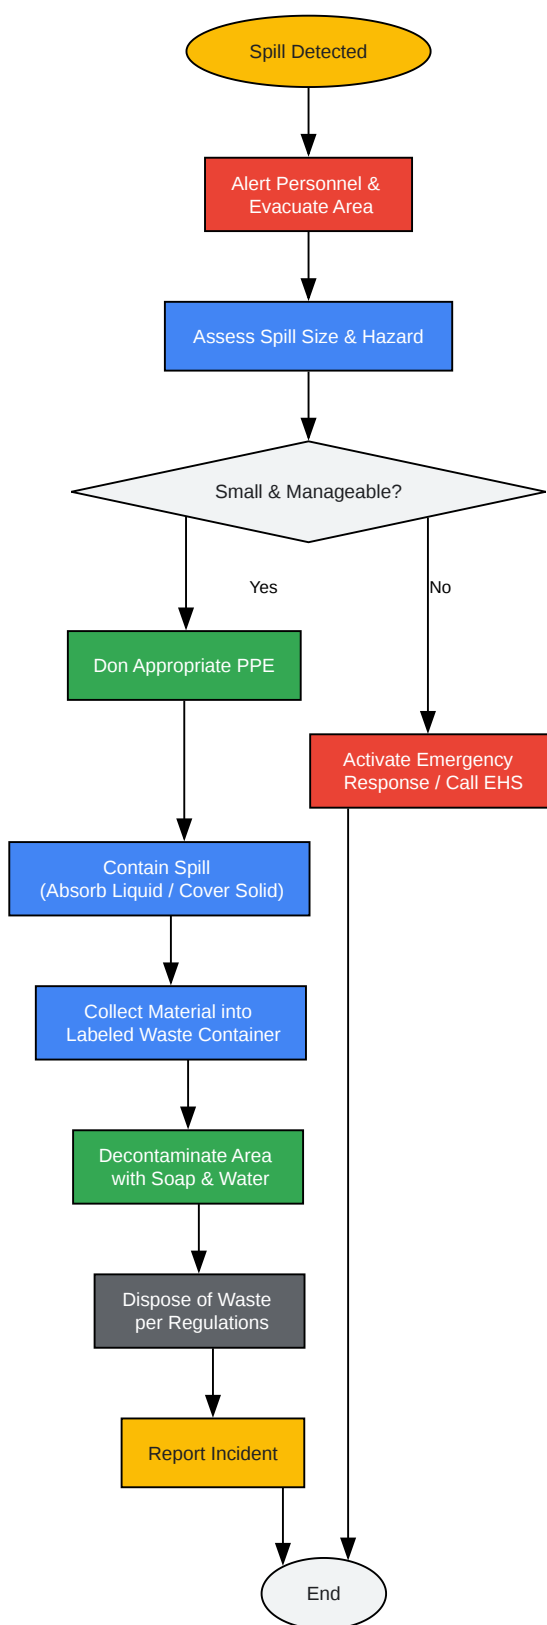 Spill Detected
Alert Personnel &
Evacuate Area
Assess Spill Size & Hazard
Small & Manageable?
Yes
No
Don Appropriate PPE
Activate Emergency
Response / Call EHS
Contain Spill
(Absorb Liquid / Cover Solid)
Collect Material into
Labeled Waste Container
Decontaminate Area
with Soap & Water
Dispose of Waste
per Regulations
Report Incident
End